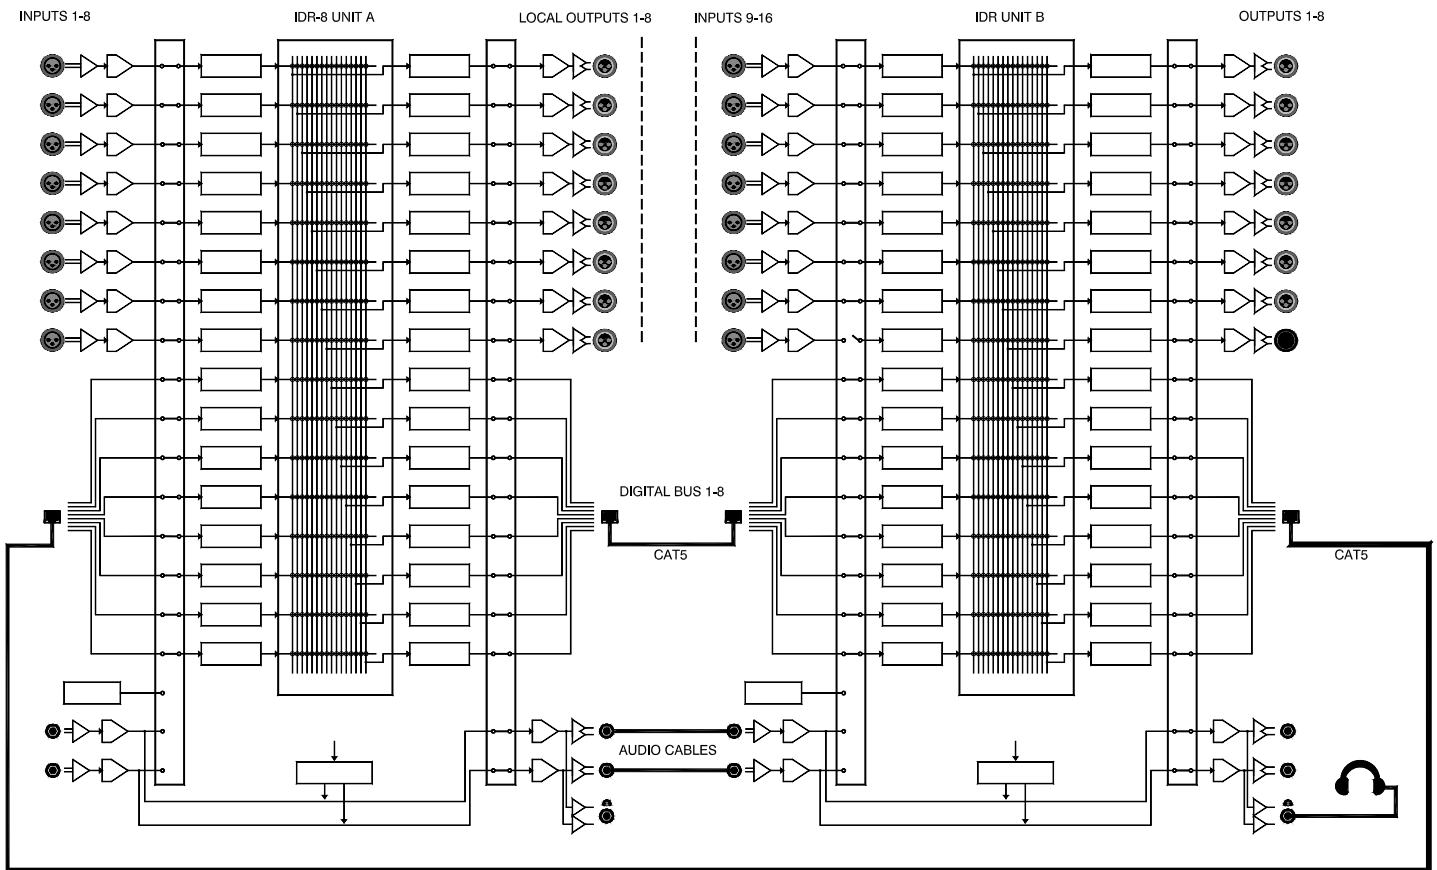 INPUTS 1-8
IDR-8 UNIT A
LOCAL OUTPUTS 1-8
INPUTS 9-16
IDR UNIT B
OUTPUTS 1-8
DIGITAL BUS 1-8
CAT5
CAT5
AUDIO CABLES